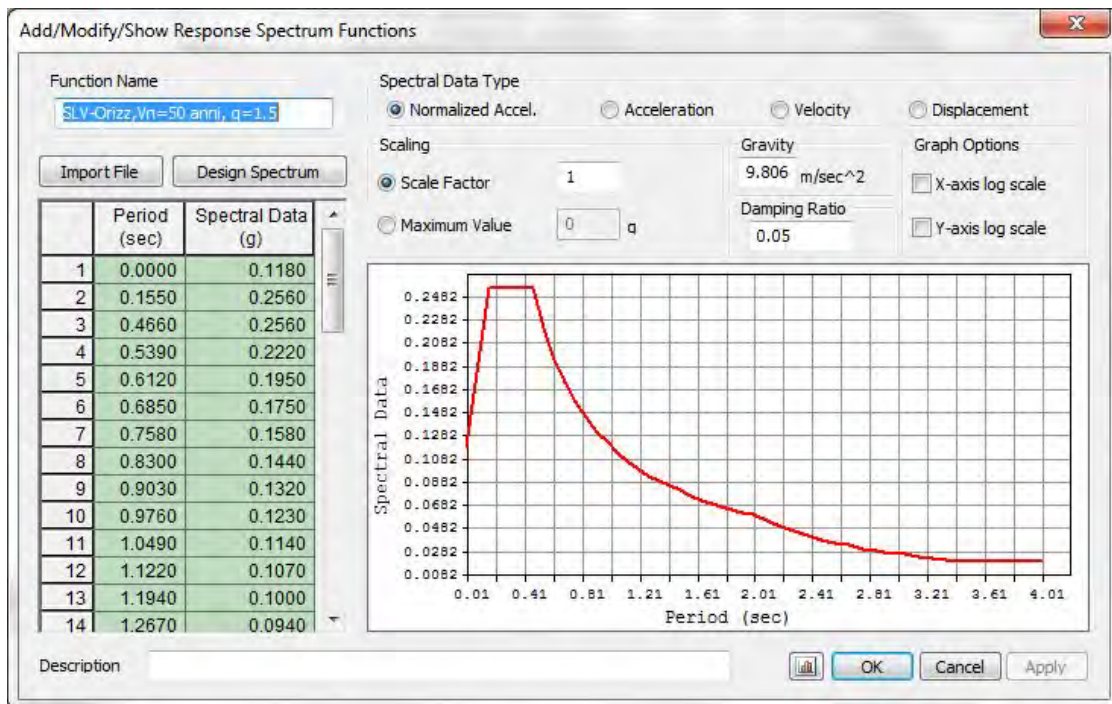 Add/Modify/Show Response Spectrum Functions
Function Name
SLV-Orizz,Vn=50 anni, q=1.5
Import File
Design Spectrum
Spectral Data Type
Normalized Accel.
Acceleration
Velocity
Displacement
Scaling
Scale Factor
1
Maximum Value
0
g
Gravity
9.806 m/sec^2
Damping Ratio
0.05
Graph Options
X-axis log scale
Y-axis log scale
Period (sec) Spectral Data (g)
1 0.0000 0.1180
2 0.1550 0.2560
3 0.4660 0.2560
4 0.5390 0.2220
5 0.6120 0.1950
6 0.6850 0.1750
7 0.7580 0.1580
8 0.8300 0.1440
9 0.9030 0.1320
10 0.9760 0.1230
11 1.0490 0.1140
12 1.1220 0.1070
13 1.1940 0.1000
14 1.2670 0.0940
Spectral Data
0.2482
0.2282
0.2082
0.1882
0.1682
0.1482
0.1282
0.1082
0.0882
0.0682
0.0482
0.0282
0.0082
0.01 0.41 0.81 1.21 1.61 2.01 2.41 2.81 3.21 3.61 4.01
Period (sec)
Description
OK
Cancel
Apply